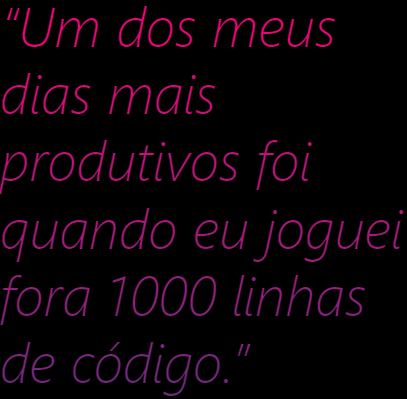 “Um dos meus
dias mais
produtivos foi
quando eu joguei
fora 1000 linhas
de código.”